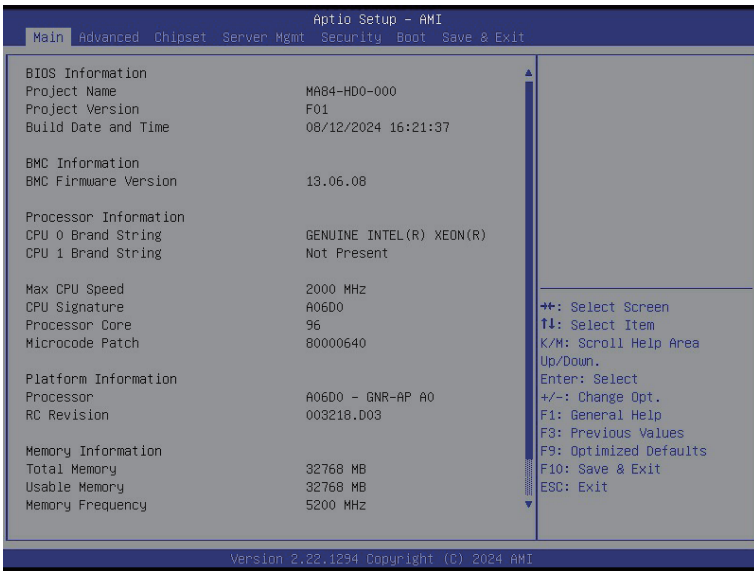 Aptio Setup - AMI
Main Advanced Chipset Server Mgmt Security Boot Save & Exit
BIOS Information
Project Name MA84-HD0-000
Project Version F01
Build Date and Time 08/12/2024 16:21:37
BMC Information
BMC Firmware Version 13.06.08
Processor Information
CPU 0 Brand String GENUINE INTEL(R) XEON(R)
CPU 1 Brand String Not Present
Max CPU Speed 2000 MHz
CPU Signature A06D0
Processor Core 96
Microcode Patch 80000640
Platform Information
Processor A06D0 - GNR-AP A0
RC Revision 003218.D03
Memory Information
Total Memory 32768 MB
Usable Memory 32768 MB
Memory Frequency 5200 MHz
→←: Select Screen
↑↓: Select Item
K/M: Scroll Help Area
Up/Down.
Enter: Select
+/-: Change Opt.
F1: General Help
F3: Previous Values
F9: Optimized Defaults
F10: Save & Exit
ESC: Exit
Version 2.22.1294 Copyright (C) 2024 AMI